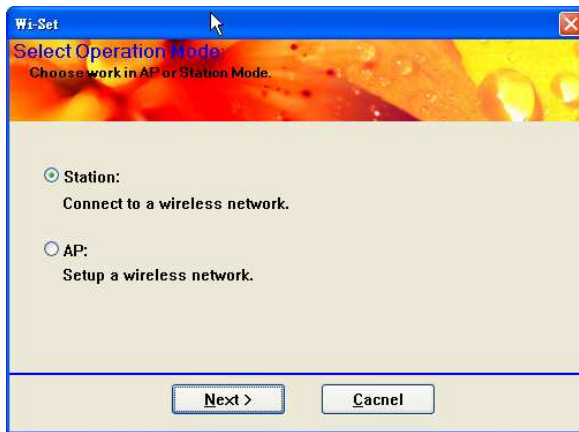 Wi-Set
Select Operation Mode:
Choose work in AP or Station Mode.
Station:
Connect to a wireless network.
AP:
Setup a wireless network.
Next >
Cacnel